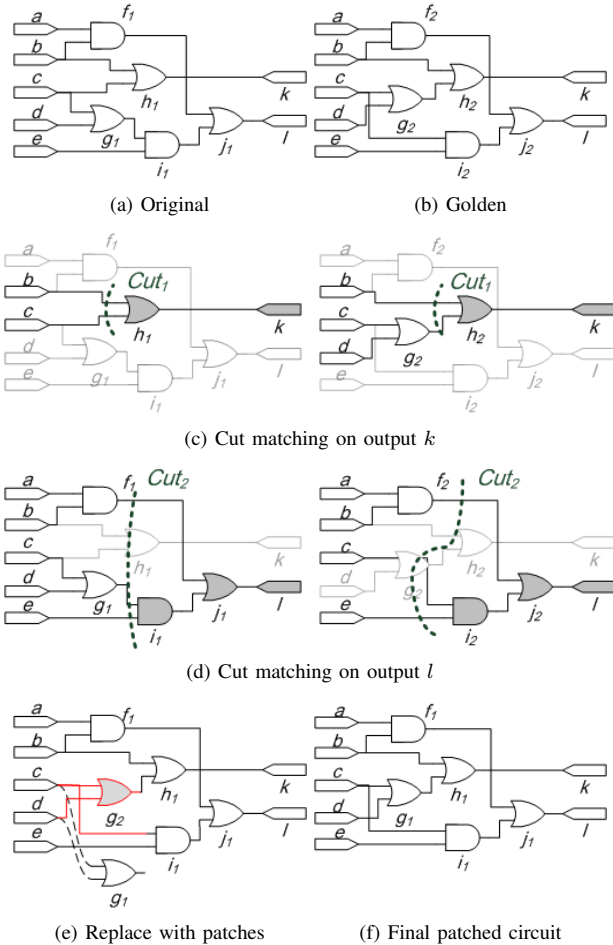 a
f1
b
c
h1
k
d
g1
e
i1
j1
l
(a) Original
a
f2
b
c
h2
k
d
g2
e
i2
j2
l
(b) Golden
a
f1
b
Cut1
c
h1
k
d
g1
e
i1
j1
l
a
f2
b
Cut1
c
h2
k
d
g2
e
i2
j2
l
(c) Cut matching on output k
a
f1
Cut2
b
c
h1
k
d
g1
e
i1
j1
l
a
f2
Cut2
b
c
h2
k
d
g2
e
i2
j2
l
(d) Cut matching on output l
a
f1
b
c
h1
k
d
g2
e
i1
j1
l
g1
(e) Replace with patches
a
f1
b
c
h1
k
d
g1
e
i1
j1
l
(f) Final patched circuit